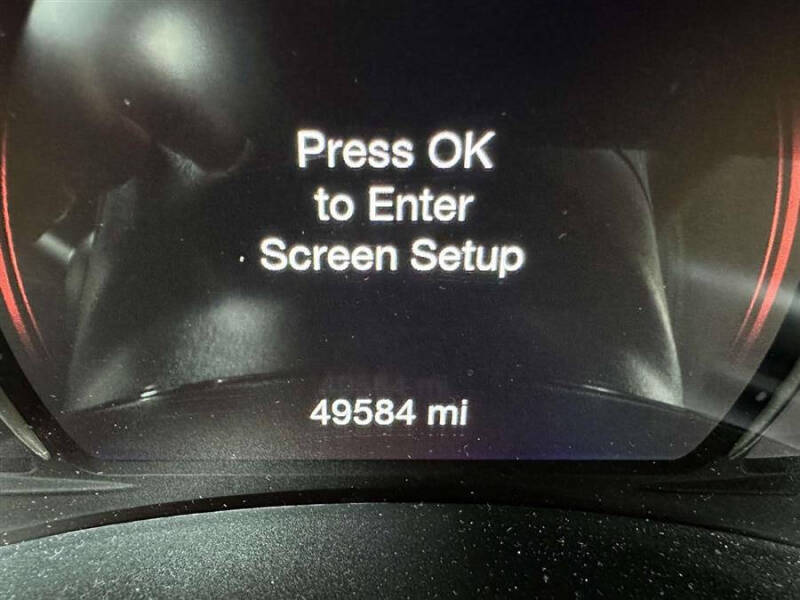 Press OK
to Enter
Screen Setup
49584 mi